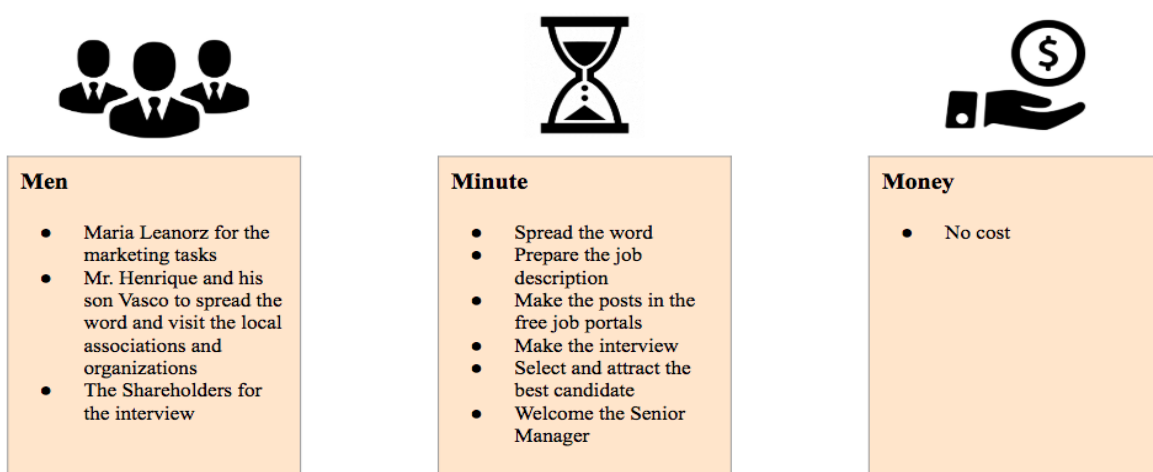 $
Men
● Maria Leanorz for the
marketing tasks
● Mr. Henrique and his
son Vasco to spread the
word and visit the local
associations and
organizations
● The Shareholders for
the interview
Minute
● Spread the word
● Prepare the job
description
● Make the posts in the
free job portals
● Make the interview
● Select and attract the
best candidate
● Welcome the Senior
Manager
Money
● No cost